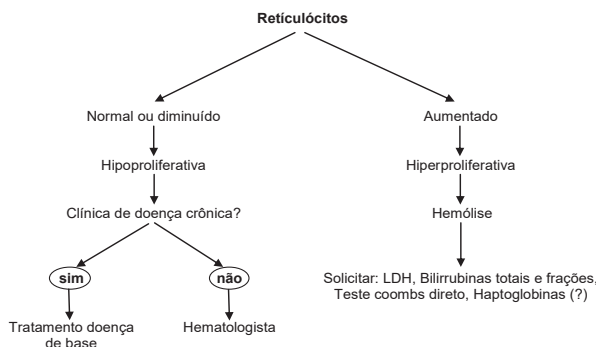 Retículócitos
Normal ou diminuído
Aumentado
Hipoproliferativa
Hiperproliferativa
Clínica de doença crônica?
Hemólise
sim
não
Solicitar: LDH, Bilirrubinas totais e frações,
Teste coombs direto, Haptoglobinas (?)
Tratamento doença
de base
Hematologista